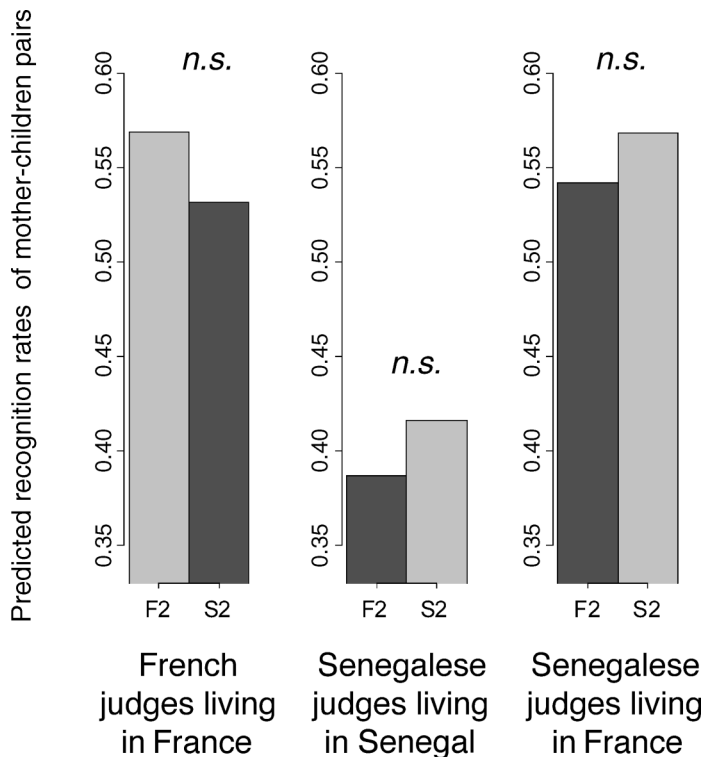 Predicted recognition rates of mother-children pairs
n.s.
0.60
0.55
0.50
0.45
0.40
0.35
F2 S2
French
judges living
in France
n.s.
0.60
0.55
0.50
0.45
0.40
0.35
F2 S2
Senegalese
judges living
in Senegal
n.s.
0.60
0.55
0.50
0.45
0.40
0.35
F2 S2
Senegalese
judges living
in France